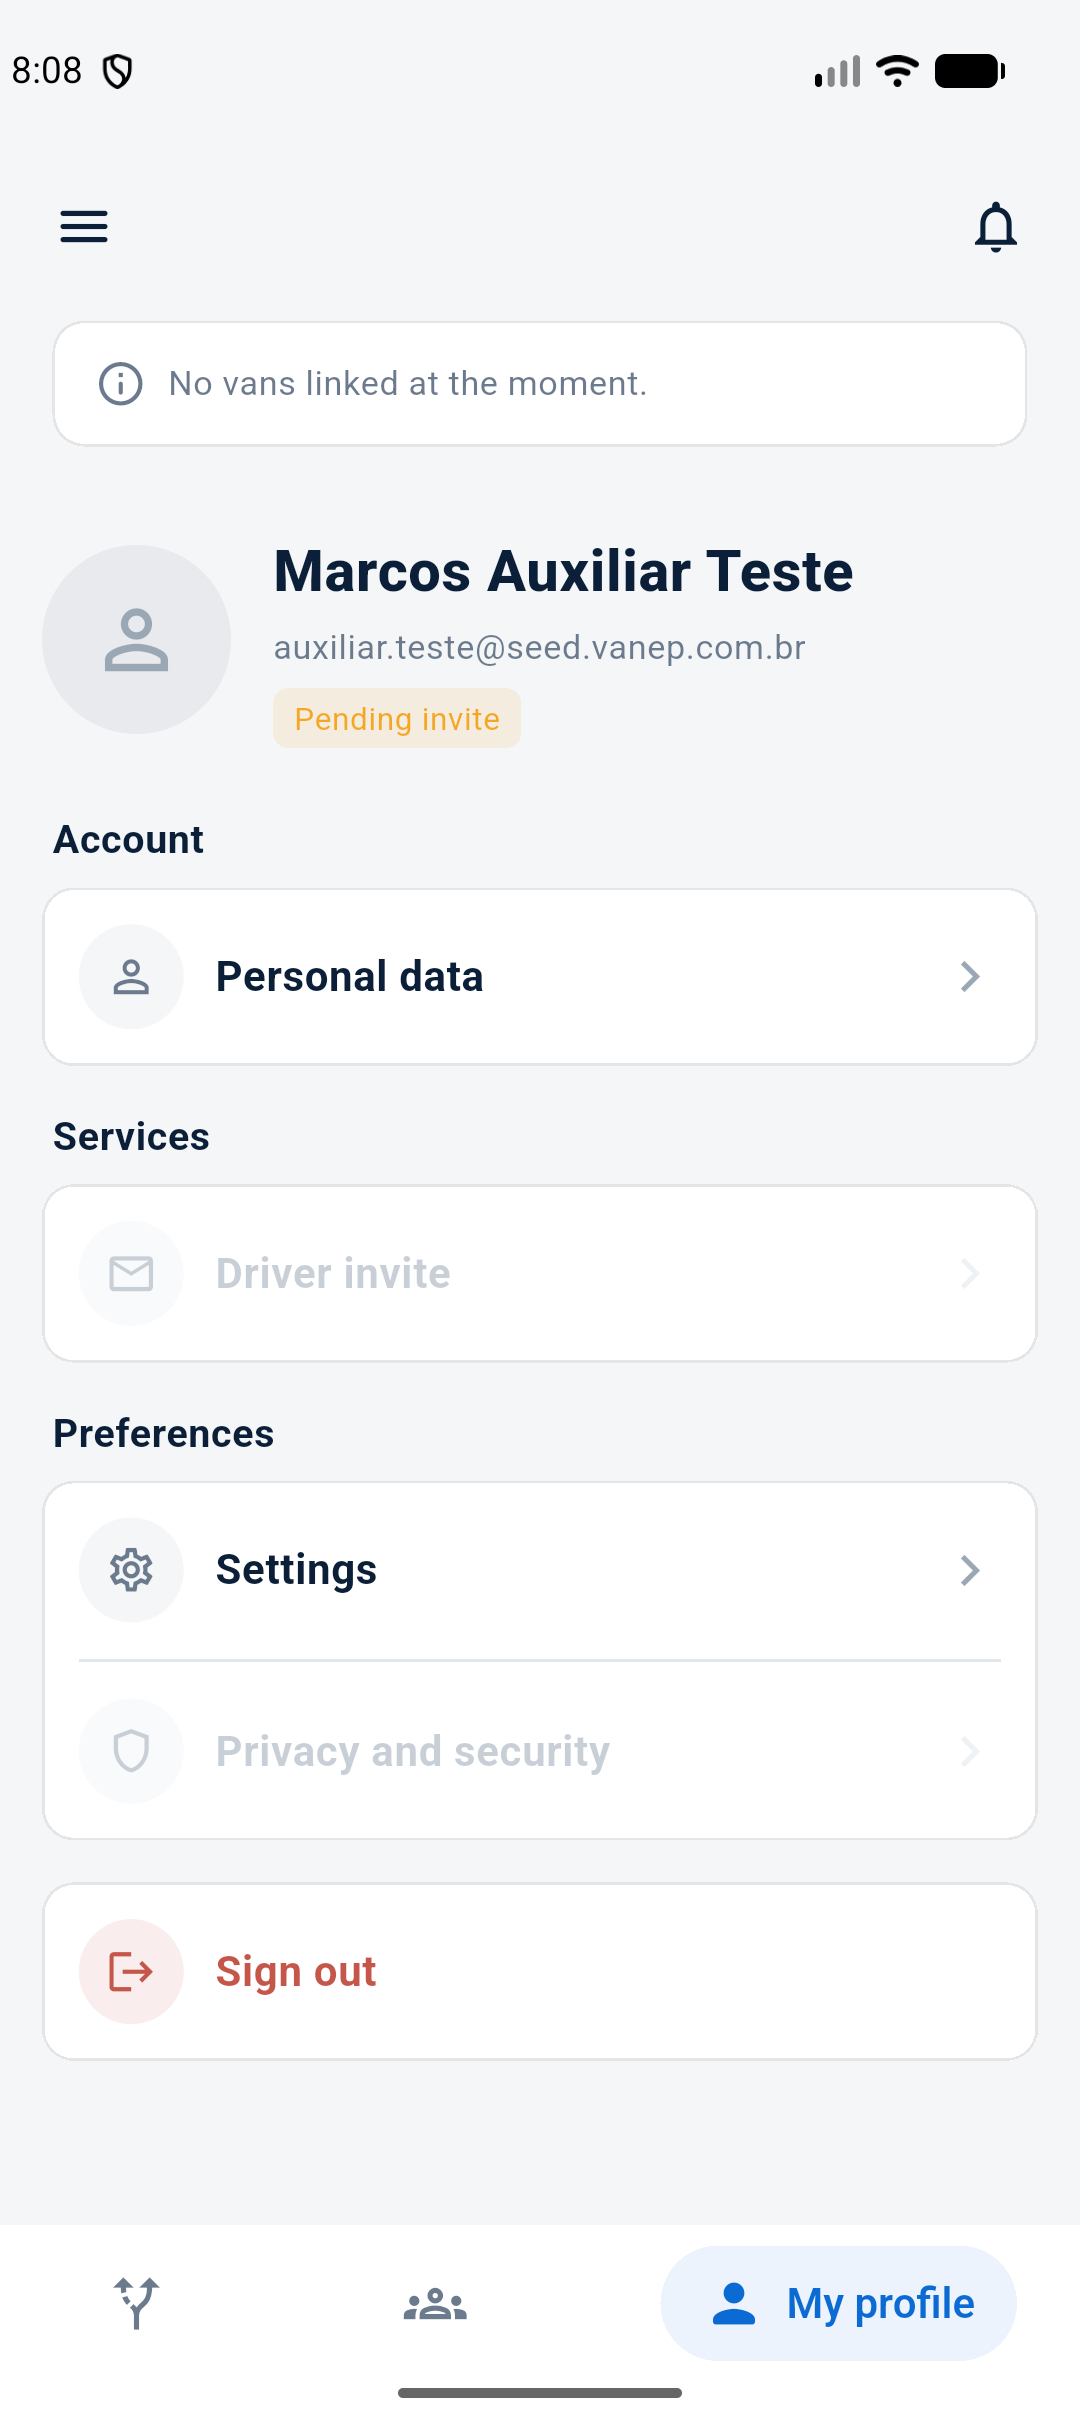 8:08
No vans linked at the moment.
Marcos Auxiliar Teste
auxiliar.teste@seed.vanep.com.br
Pending invite
Account
Personal data
Services
Driver invite
Preferences
Settings
Privacy and security
Sign out
My profile